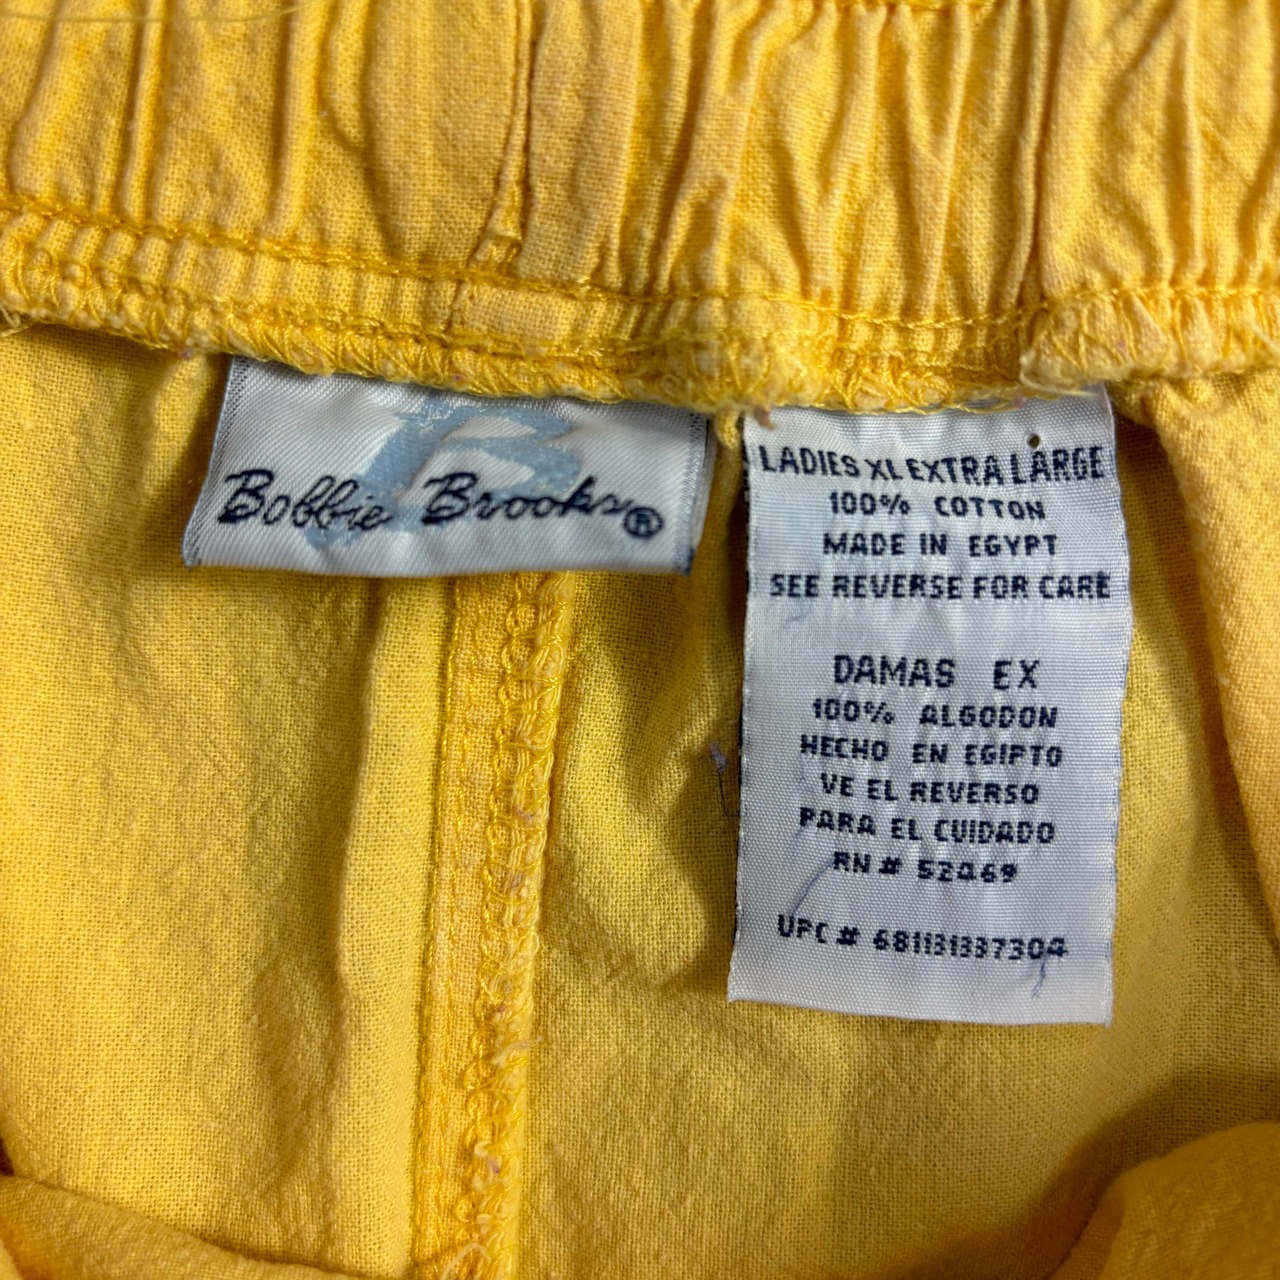 Bobbie Brooks®
LADIES XL EXTRA LARGE
100% COTTON
MADE IN EGYPT
SEE REVERSE FOR CARE
DAMAS EX
100% ALGODON
HECHO EN EGIPTO
VE EL REVERSO
PARA EL CUIDADO
RN # 52469
UPC # 681131337304